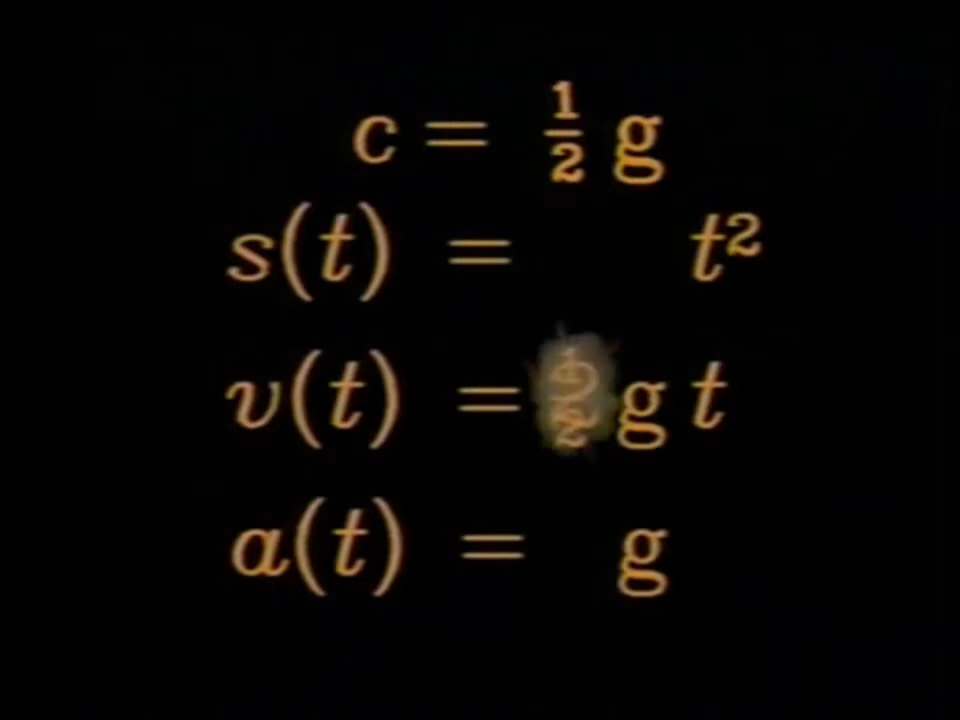 c = ½ g
s(t) = t²
v(t) = g t
a(t) = g